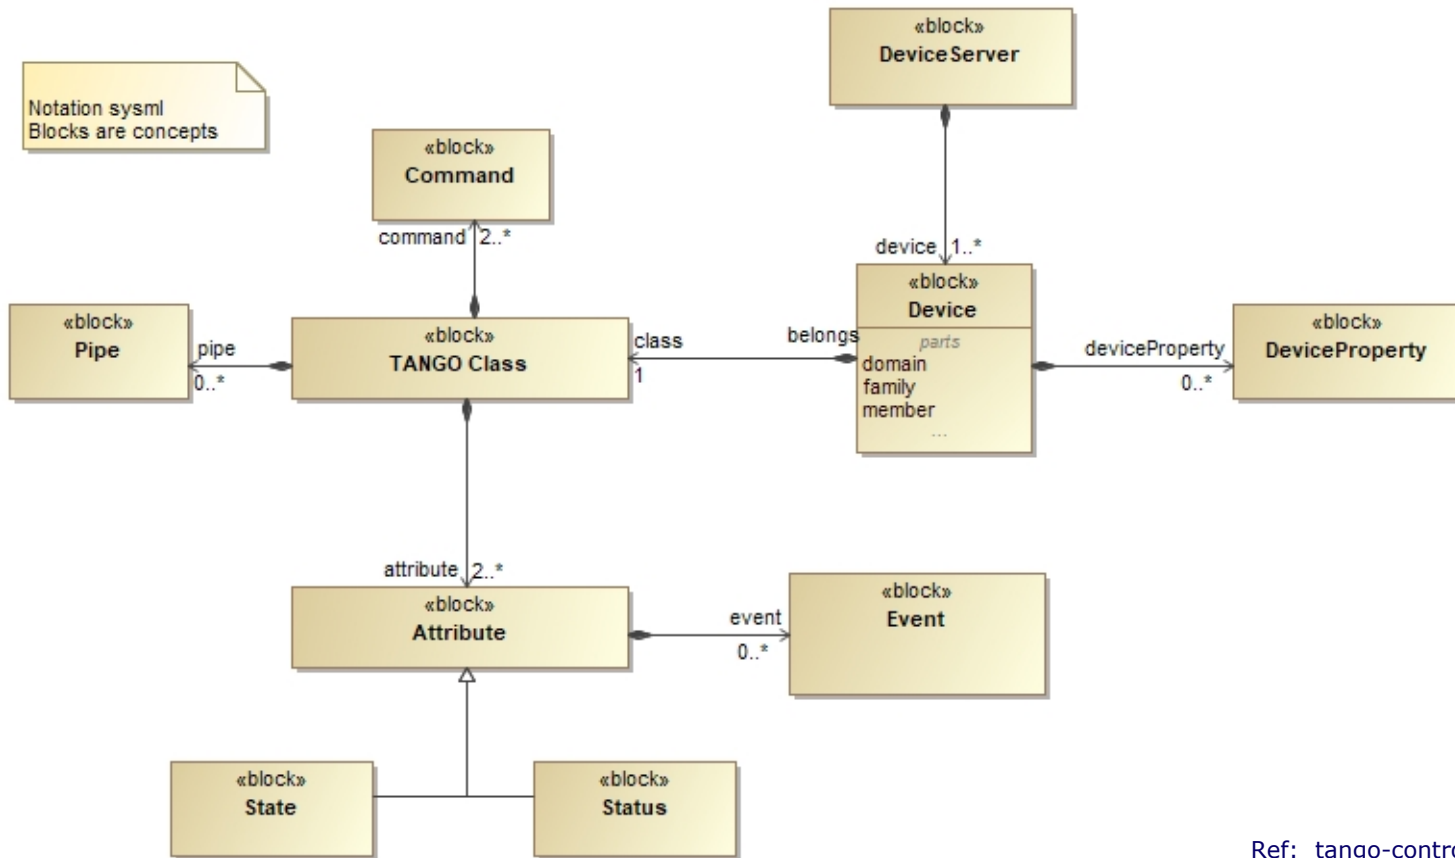 «block»
DeviceServer
Notation sysml
Blocks are concepts
«block»
Command
command 2..*
device 1..*
«block»
Device
parts
domain
family
member
...
«block»
Pipe
pipe
0..*
«block»
TANGO Class
class
1
belongs
deviceProperty
0..*
«block»
DeviceProperty
attribute 2..*
«block»
Attribute
event
0..*
«block»
Event
«block»
State
«block»
Status
Ref: tango-contro